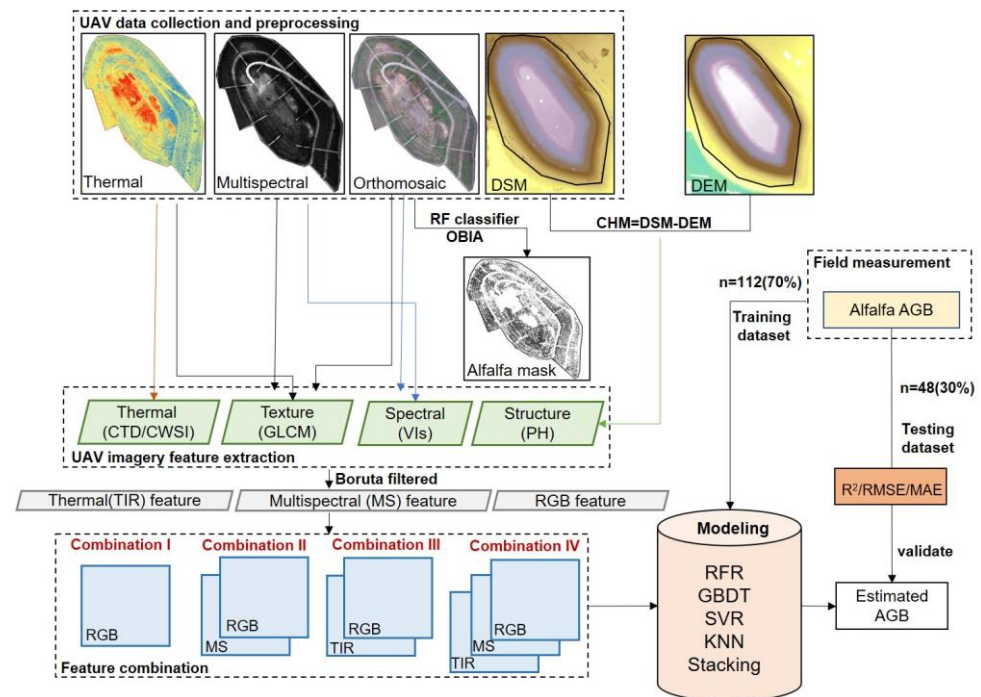 UAV data collection and preprocessing
Thermal
Multispectral
Orthomosaic
DSM
DEM
RF classifier
OBIA
CHM=DSM-DEM
Alfalfa mask
Field measurement
Alfalfa AGB
n=112(70%)
Training
dataset
n=48(30%)
Testing
dataset
Thermal
(CTD/CWSI)
Texture
(GLCM)
Spectral
(VIs)
Structure
(PH)
UAV imagery feature extraction
Boruta filtered
Thermal(TIR) feature
Multispectral (MS) feature
RGB feature
R²/RMSE/MAE
validate
Estimated
AGB
Combination I
Combination II
Combination III
Combination IV
RGB
RGB
MS
RGB
TIR
RGB
MS
TIR
Feature combination
Modeling
RFR
GBDT
SVR
KNN
Stacking